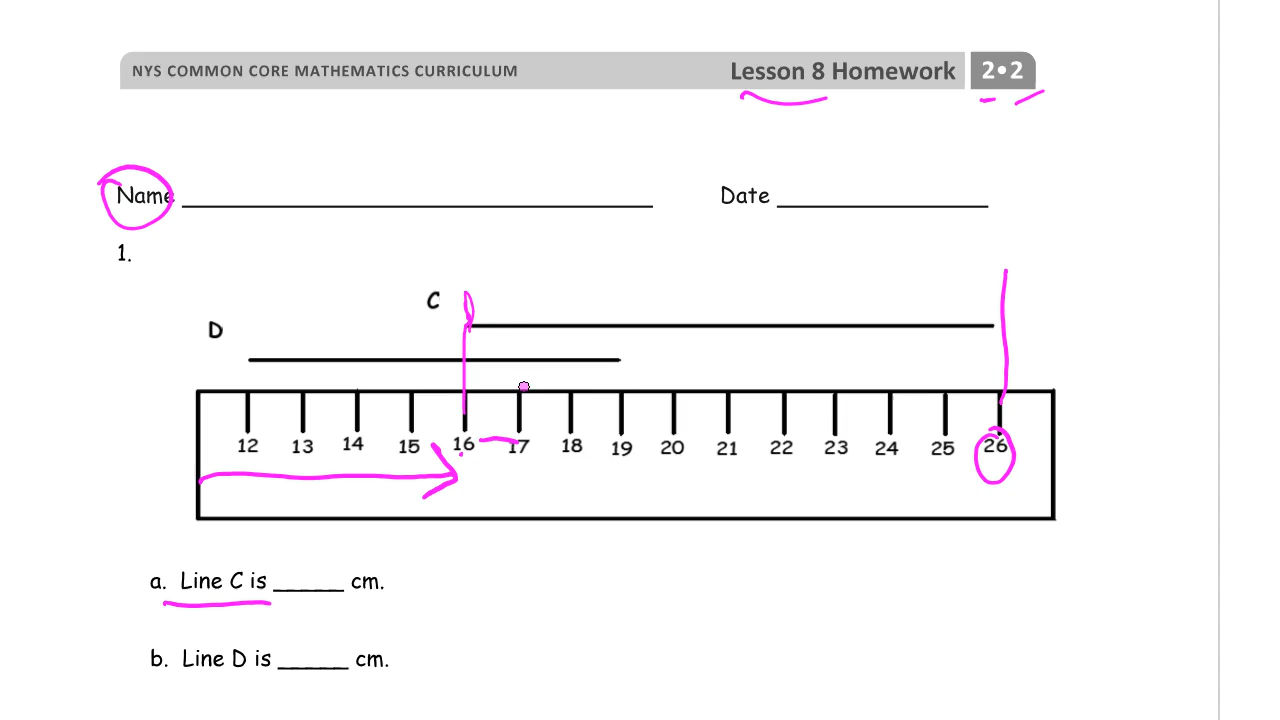 NYS COMMON CORE MATHEMATICS CURRICULUM Lesson 8 Homework 2•2
Name Date
1.
C
D
12 13 14 15 16 17 18 19 20 21 22 23 24 25 26
a. Line C is _____ cm.
b. Line D is _____ cm.